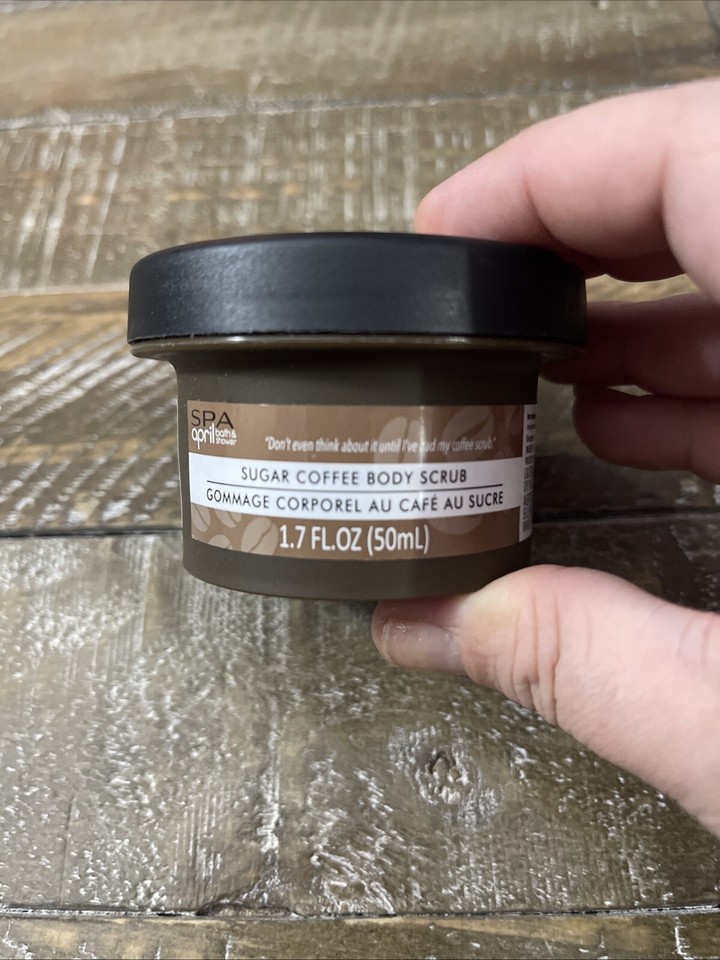 SPA
april bath & shower
"Don't even think about it until I've had my coffee scrub."
SUGAR COFFEE BODY SCRUB
GOMMAGE CORPOREL AU CAFÉ AU SUCRE
1.7 FL.OZ (50mL)